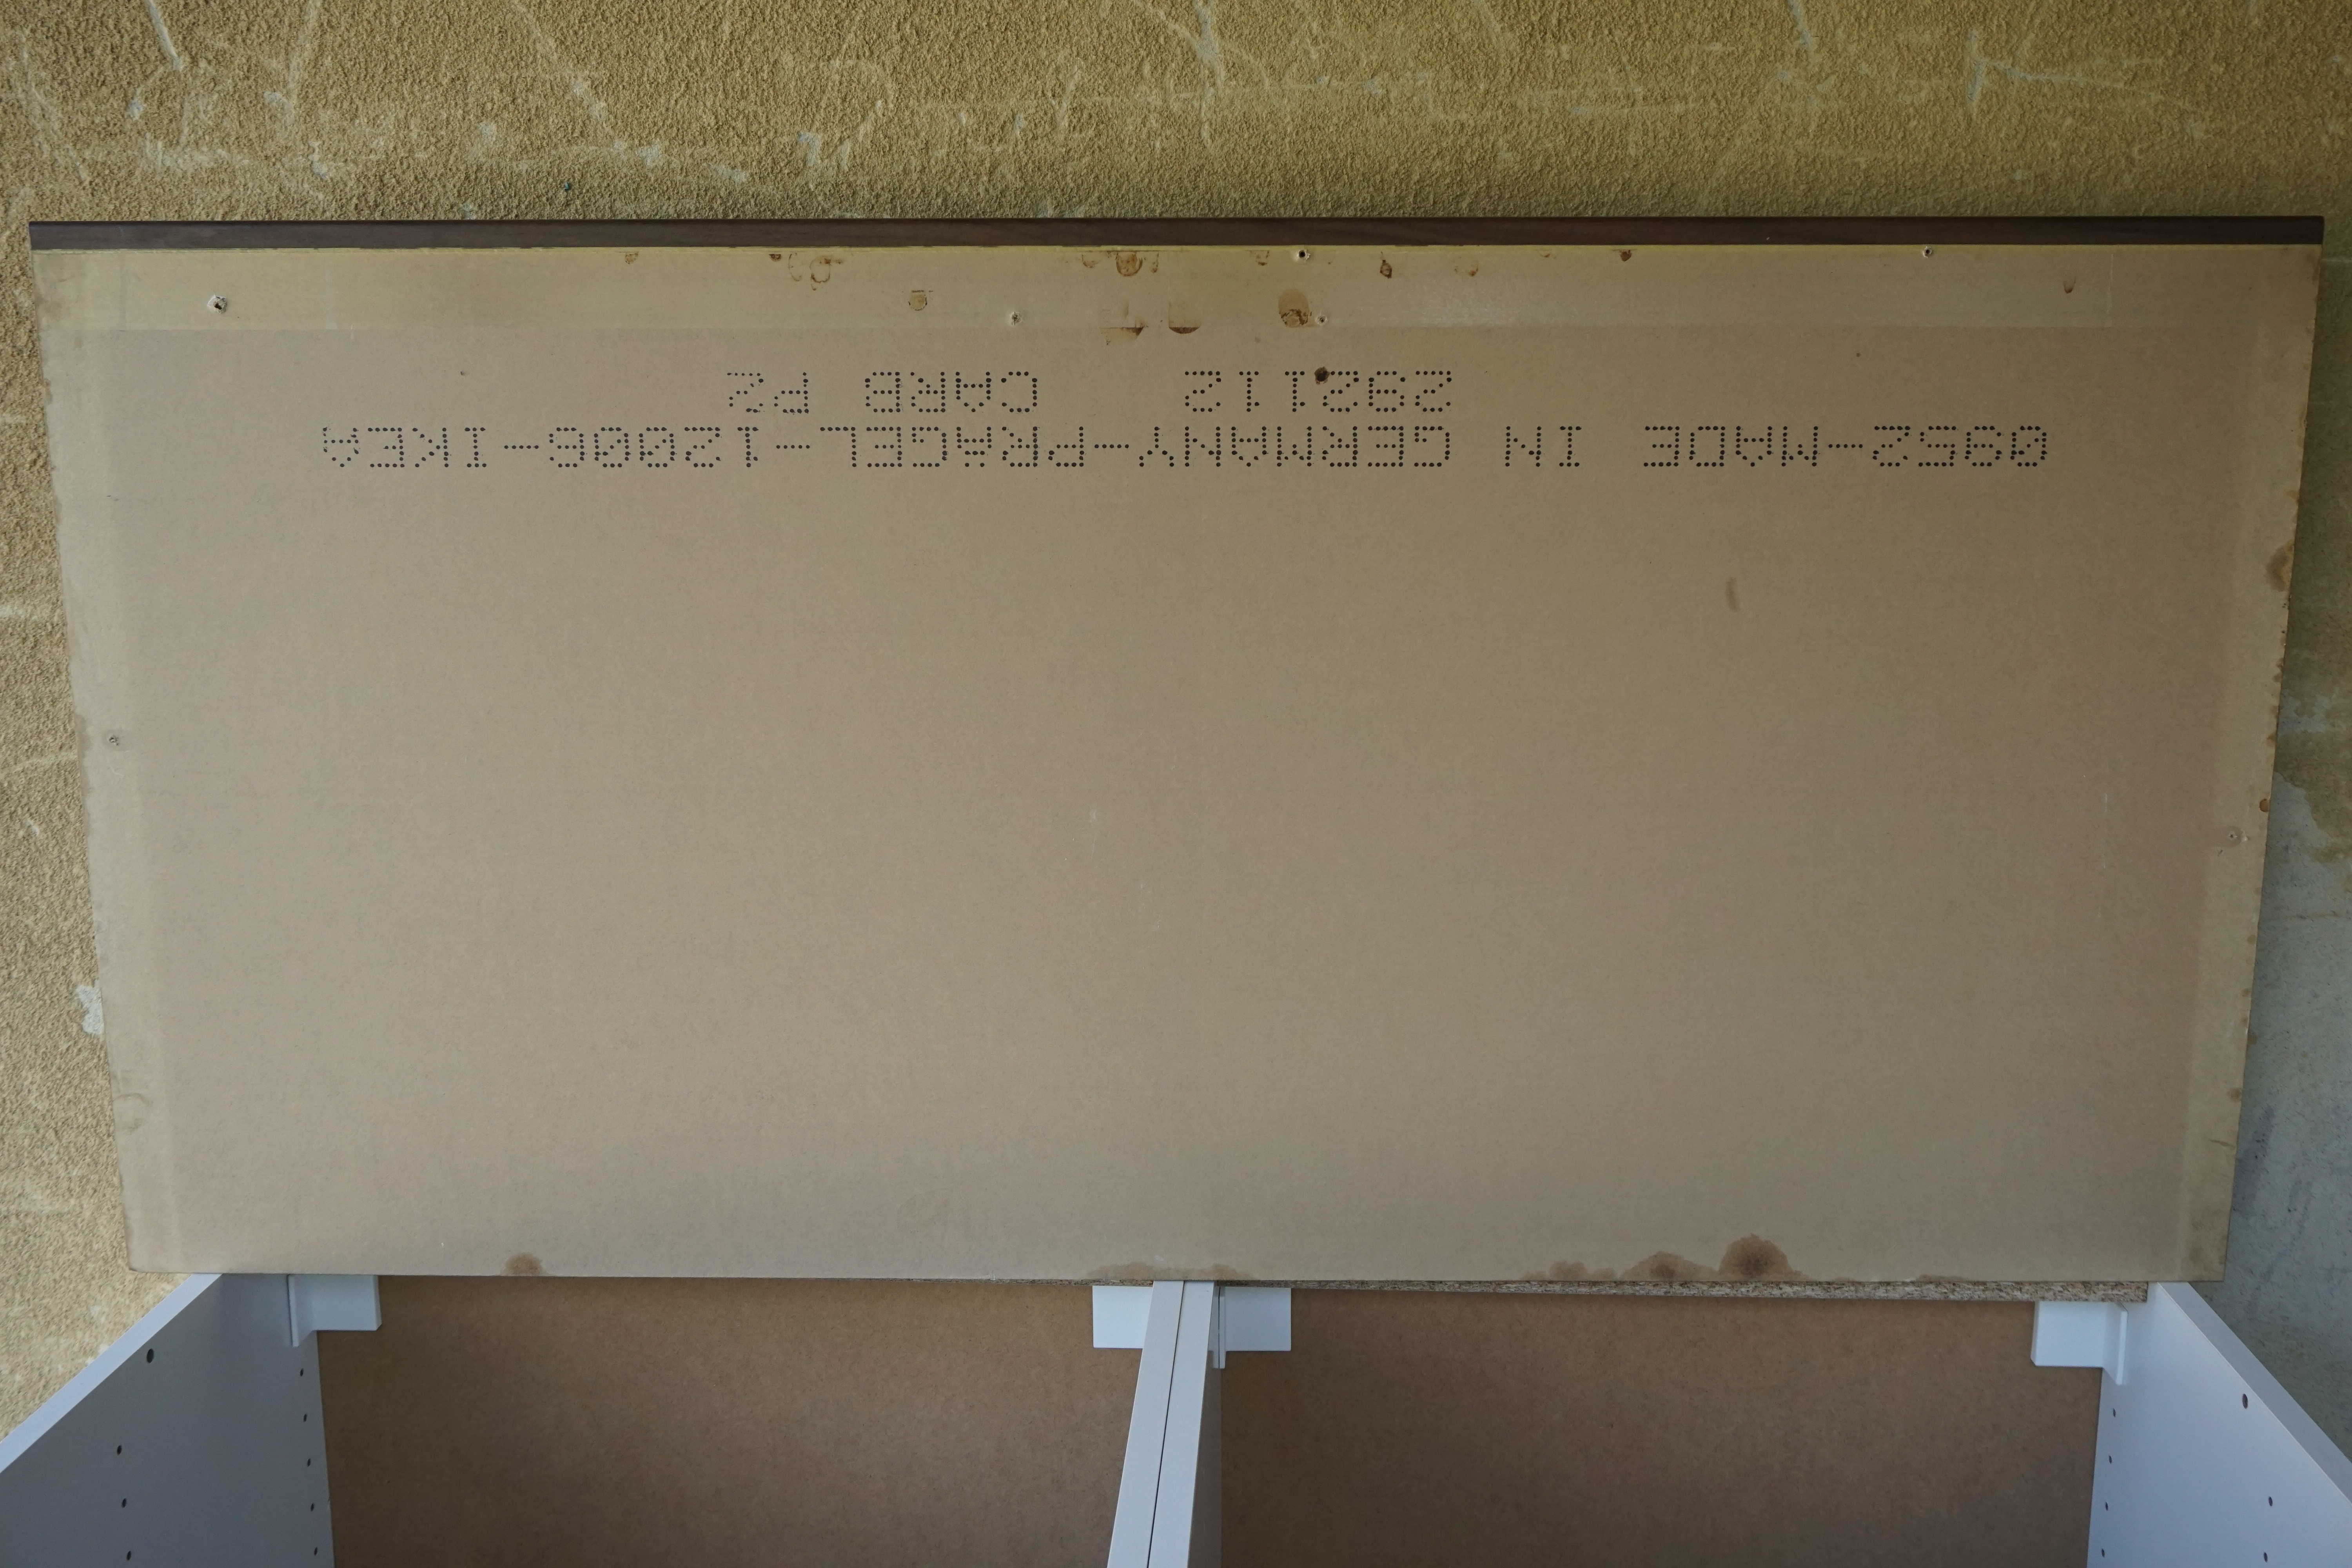 0952-MADE IN GERMANY-PRÄGEL-12006-IKEA
292112 CARB P2